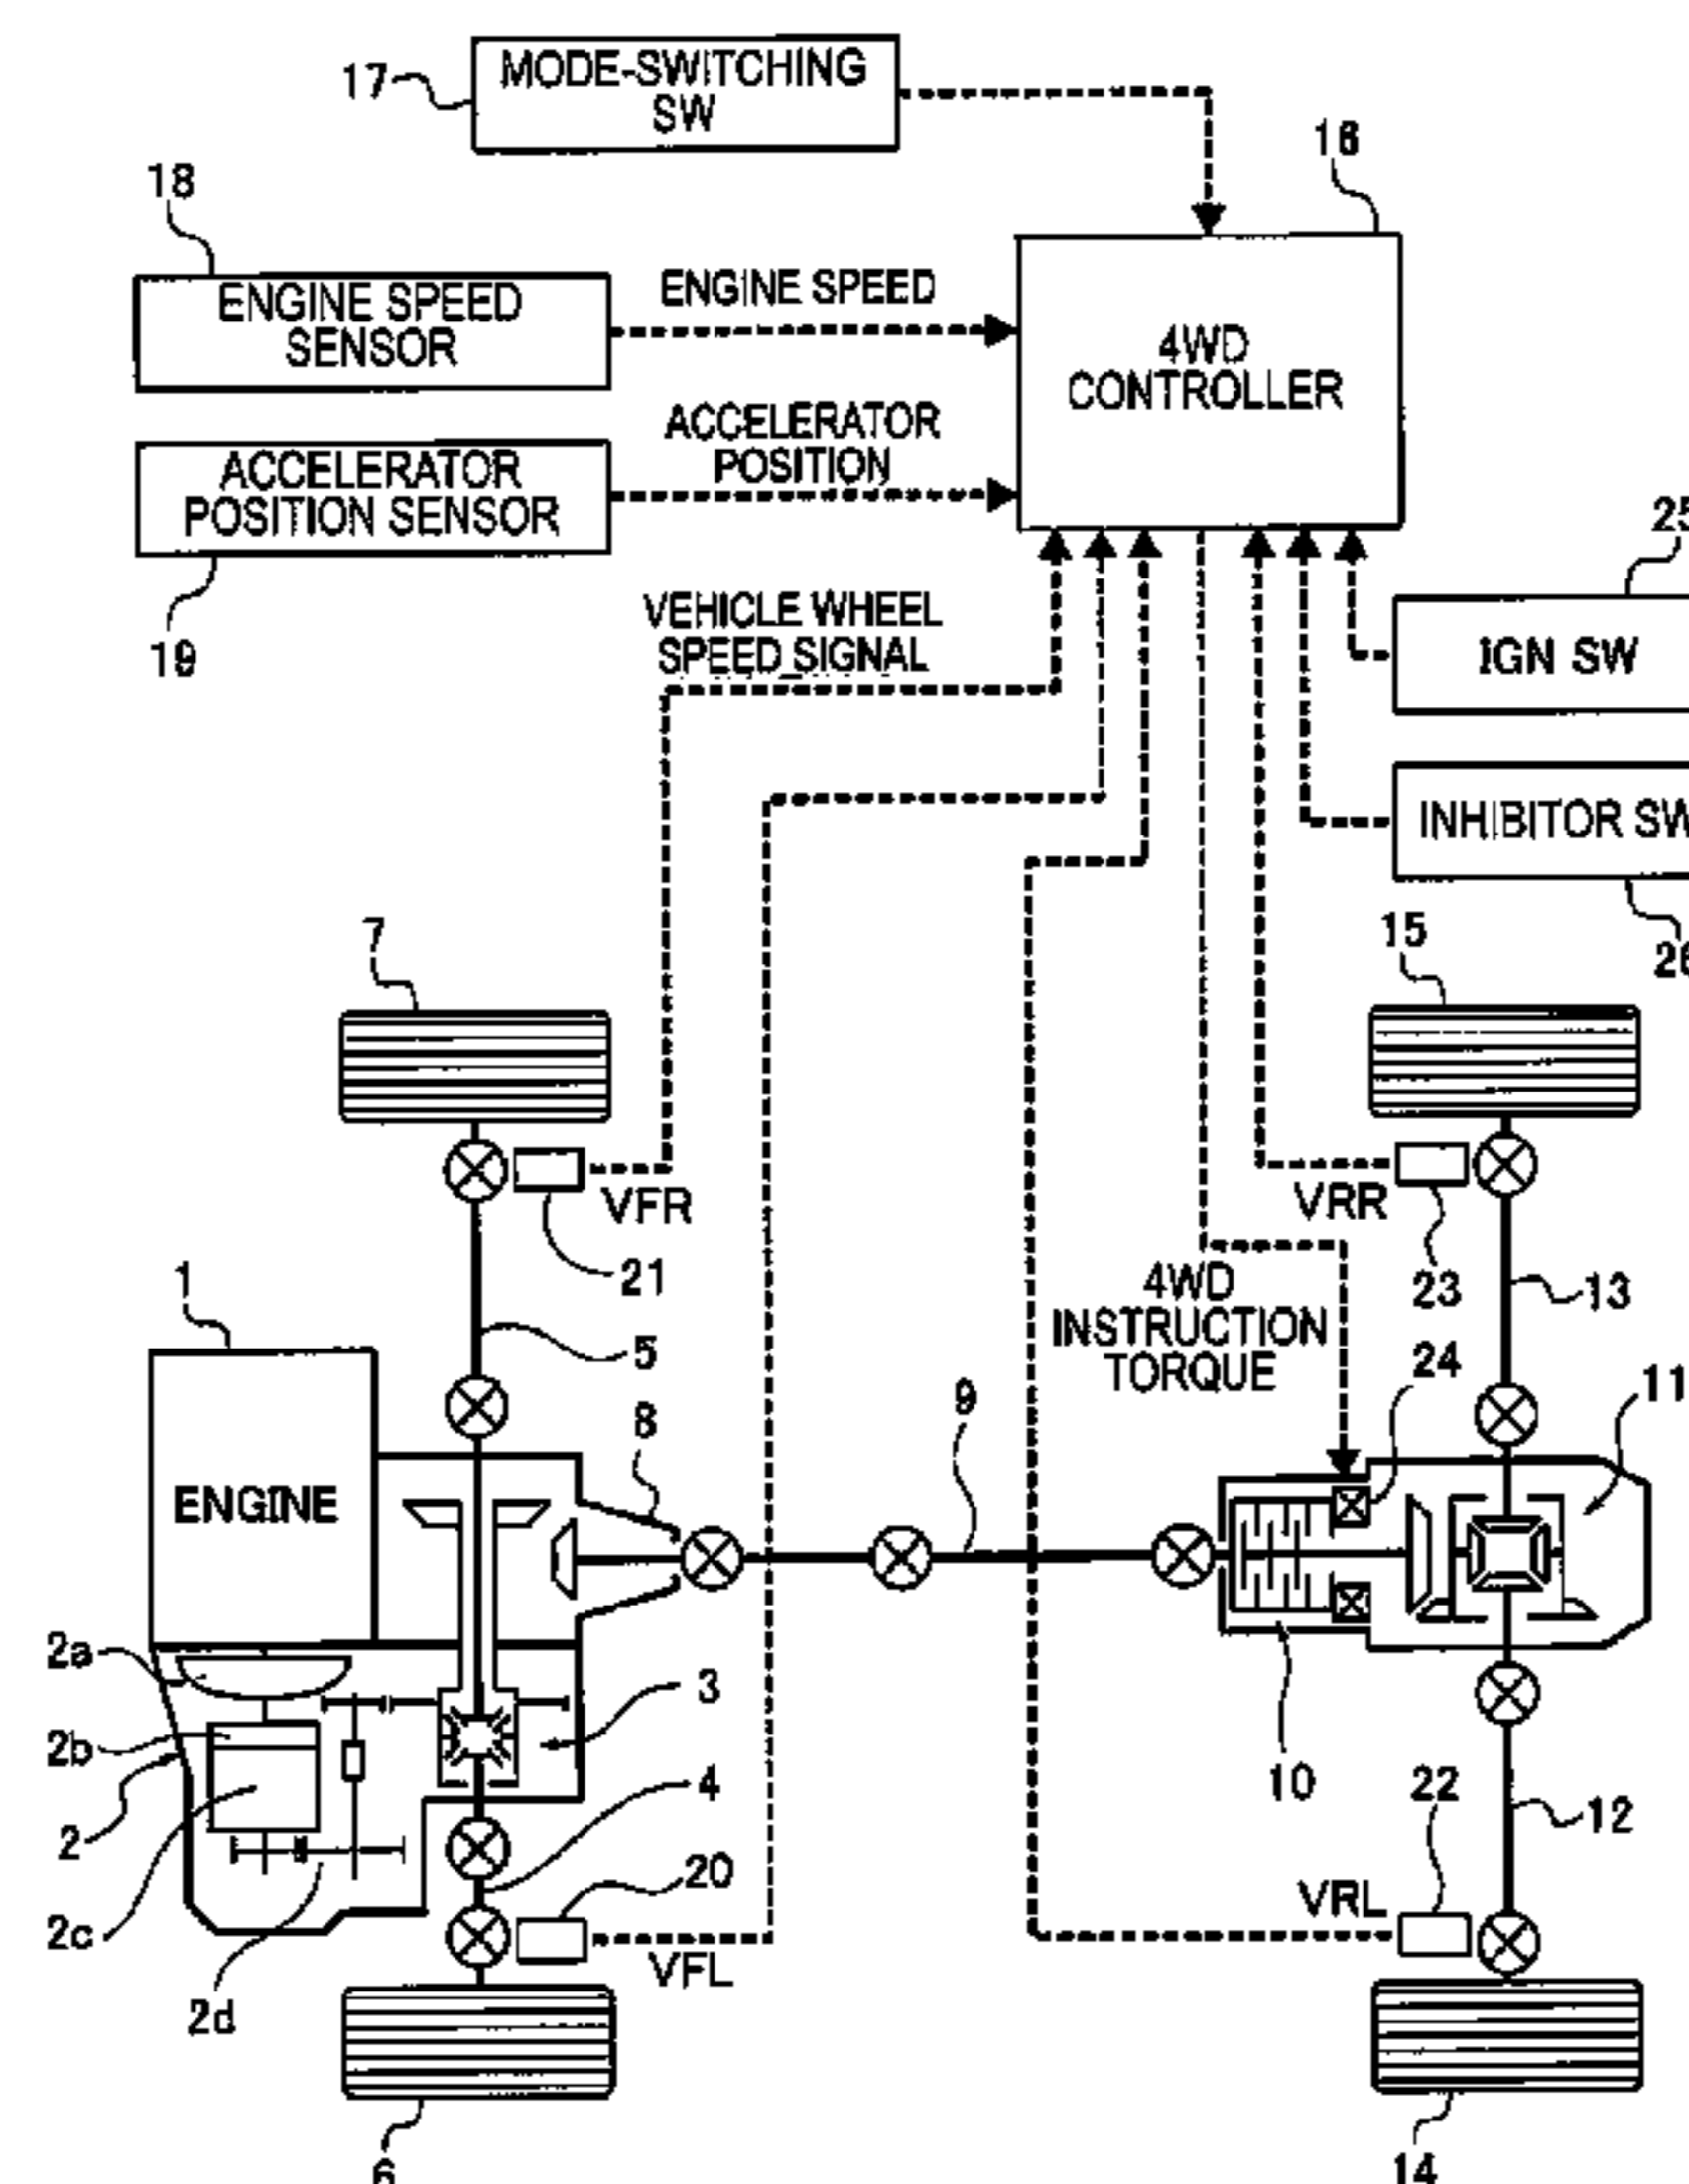 17
MODE-SWITCHING
SW
16
18
ENGINE SPEED
SENSOR
ENGINE SPEED
4WD
CONTROLLER
ACCELERATOR
POSITION SENSOR
ACCELERATOR
POSITION
19
VEHICLE WHEEL
SPEED SIGNAL
25
IGN SW
INHIBITOR SW
26
7
15
VFR
21
VRR
23
13
1
5
4WD
INSTRUCTION
TORQUE
24
11
8
9
ENGINE
2a
3
2b
4
10
22
12
2
20
2c
VFL
VRL
2d
6
14